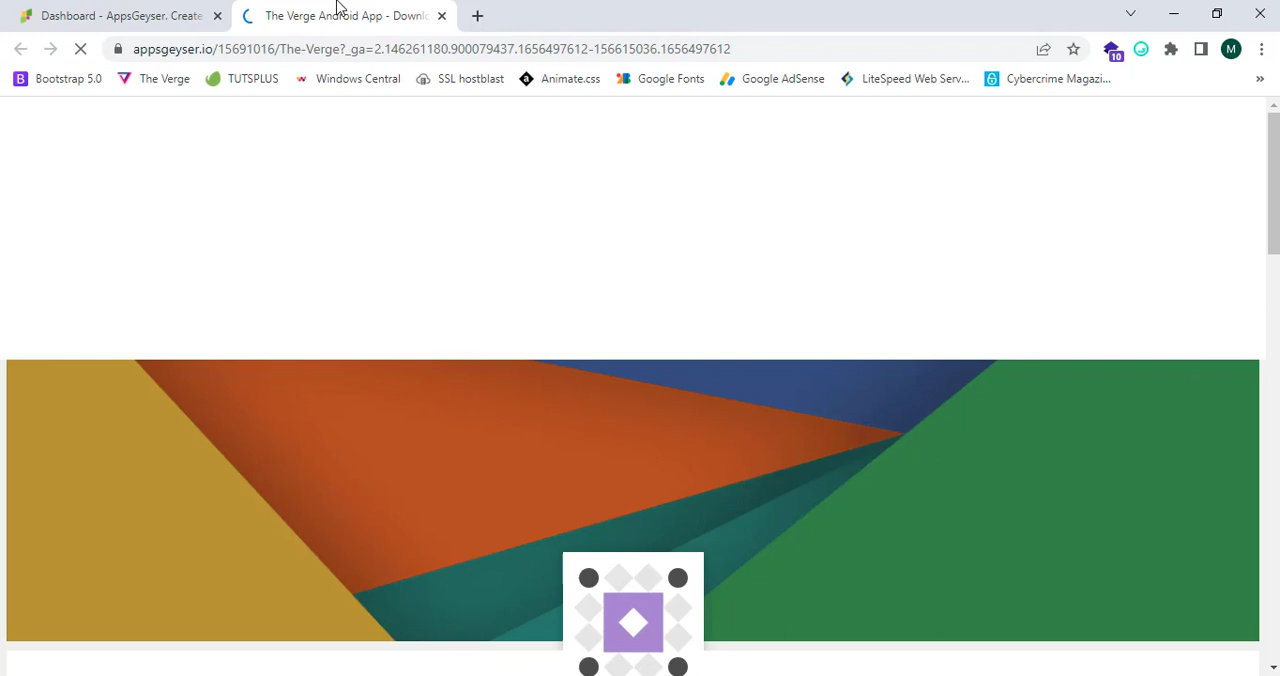 Dashboard - AppsGeyser. Create
The Verge Android App - Downl
appsgeyser.io/15691016/The-Verge?_ga=2.146261180.900079437.1656497612-156615036.1656497612
10
M
B Bootstrap 5.0 The Verge TUTSPLUS Windows Central SSL hostblast Animate.css Google Fonts Google AdSense LiteSpeed Web Serv... Cybercrime Magazi... »